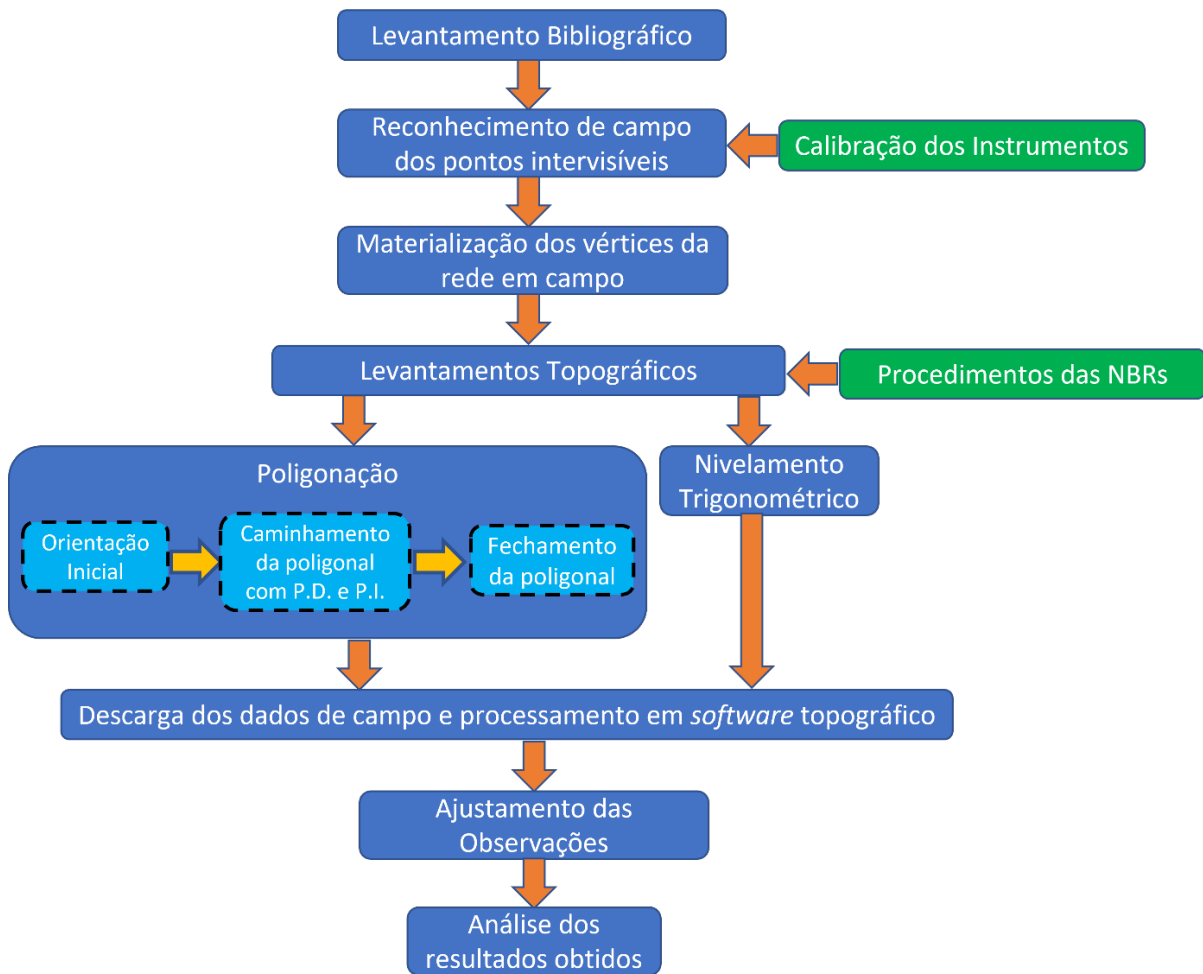 Levantamento Bibliográfico
Reconhecimento de campo
dos pontos intervisíveis
Calibração dos Instrumentos
Materialização dos vértices da
rede em campo
Levantamentos Topográficos
Procedimentos das NBRs
Poligonação
Orientação
Inicial
Caminhamento
da poligonal
com P.D. e P.I.
Fechamento
da poligonal
Nivelamento
Trigonométrico
Descarga dos dados de campo e processamento em software topográfico
Ajustamento das
Observações
Análise dos
resultados obtidos